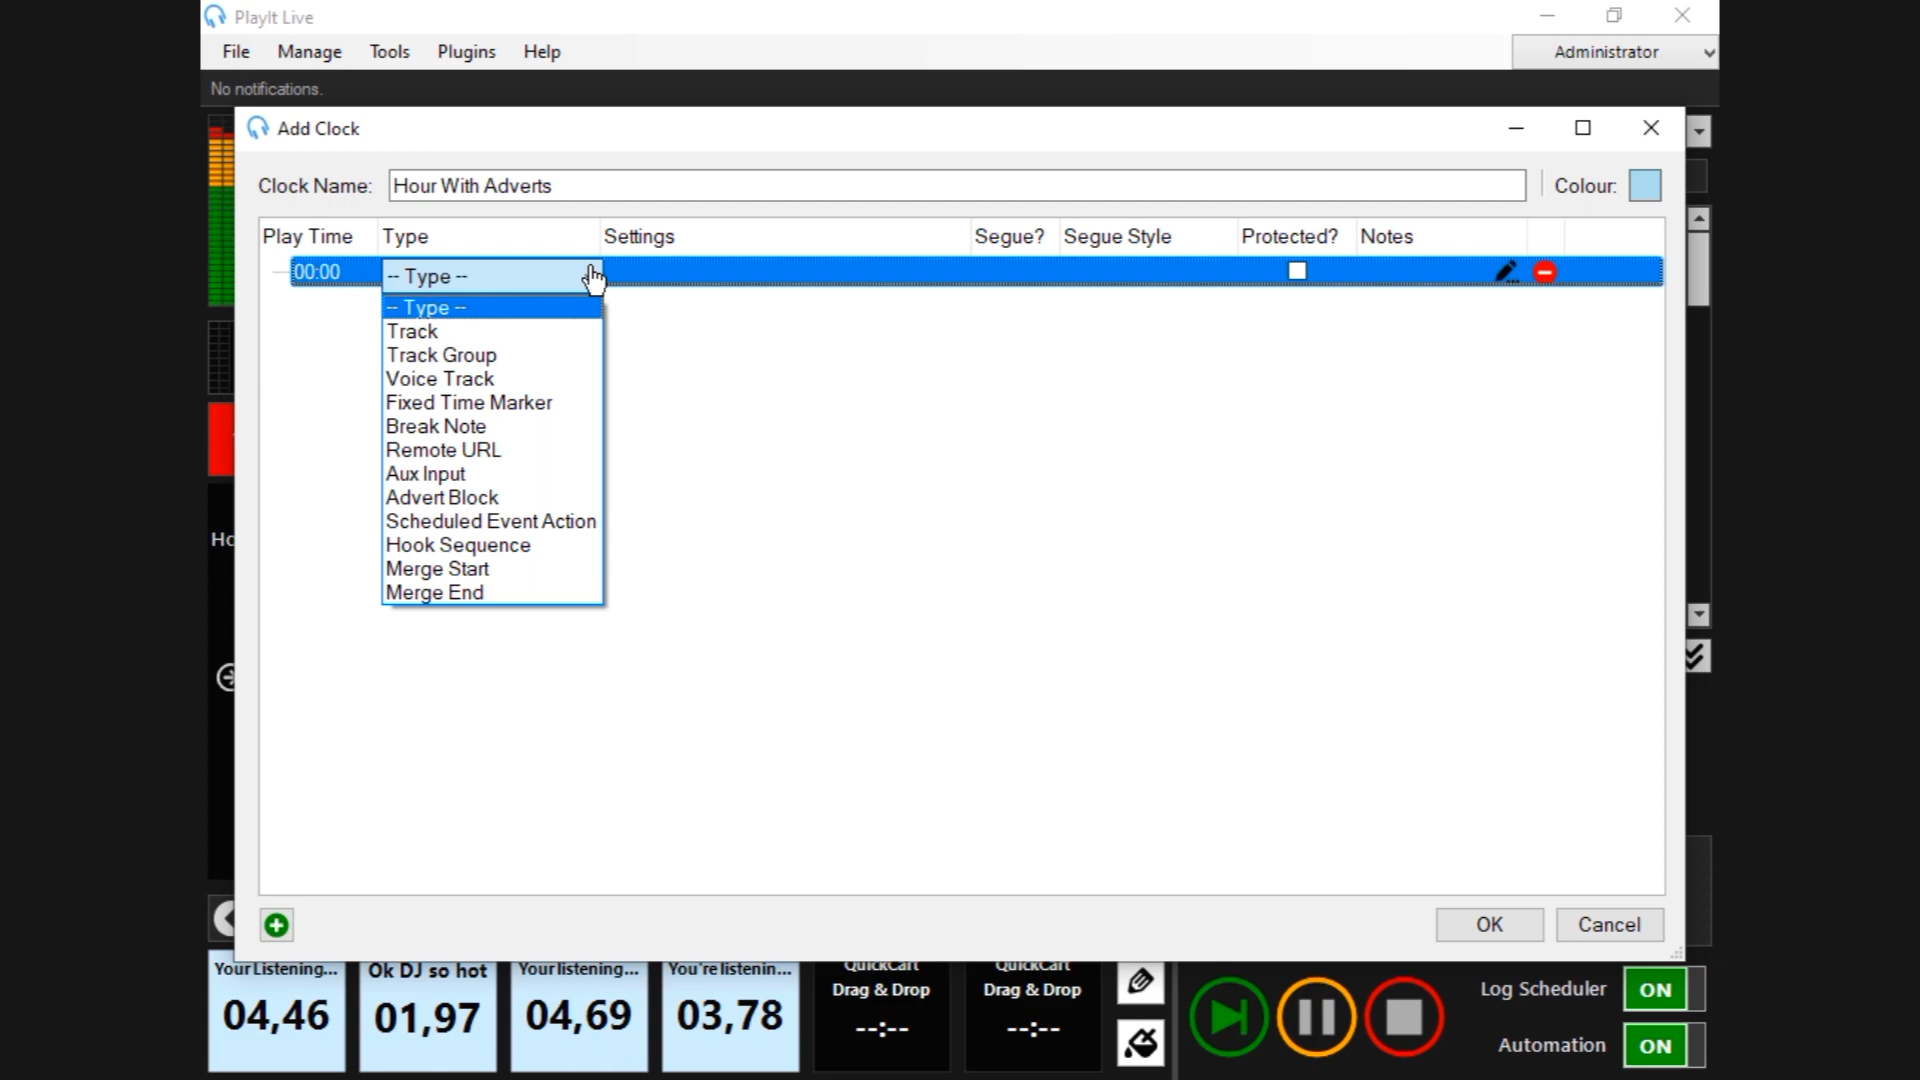 PlayIt Live
File Manage Tools Plugins Help Administrator
No notifications.
Add Clock
Clock Name: Hour With Adverts Colour:
Play Time Type Settings Segue? Segue Style Protected? Notes
00:00 -- Type --
-- Type --
Track
Track Group
Voice Track
Fixed Time Marker
Break Note
Remote URL
Aux Input
Advert Block
Scheduled Event Action
Hook Sequence
Merge Start
Merge End
Ho
OK Cancel
Your Listening... Ok DJ so hot Your listening... You're listenin... QuickCart QuickCart
Drag & Drop Drag & Drop
04,46 01,97 04,69 03,78 --:-- --:--
Log Scheduler ON
Automation ON